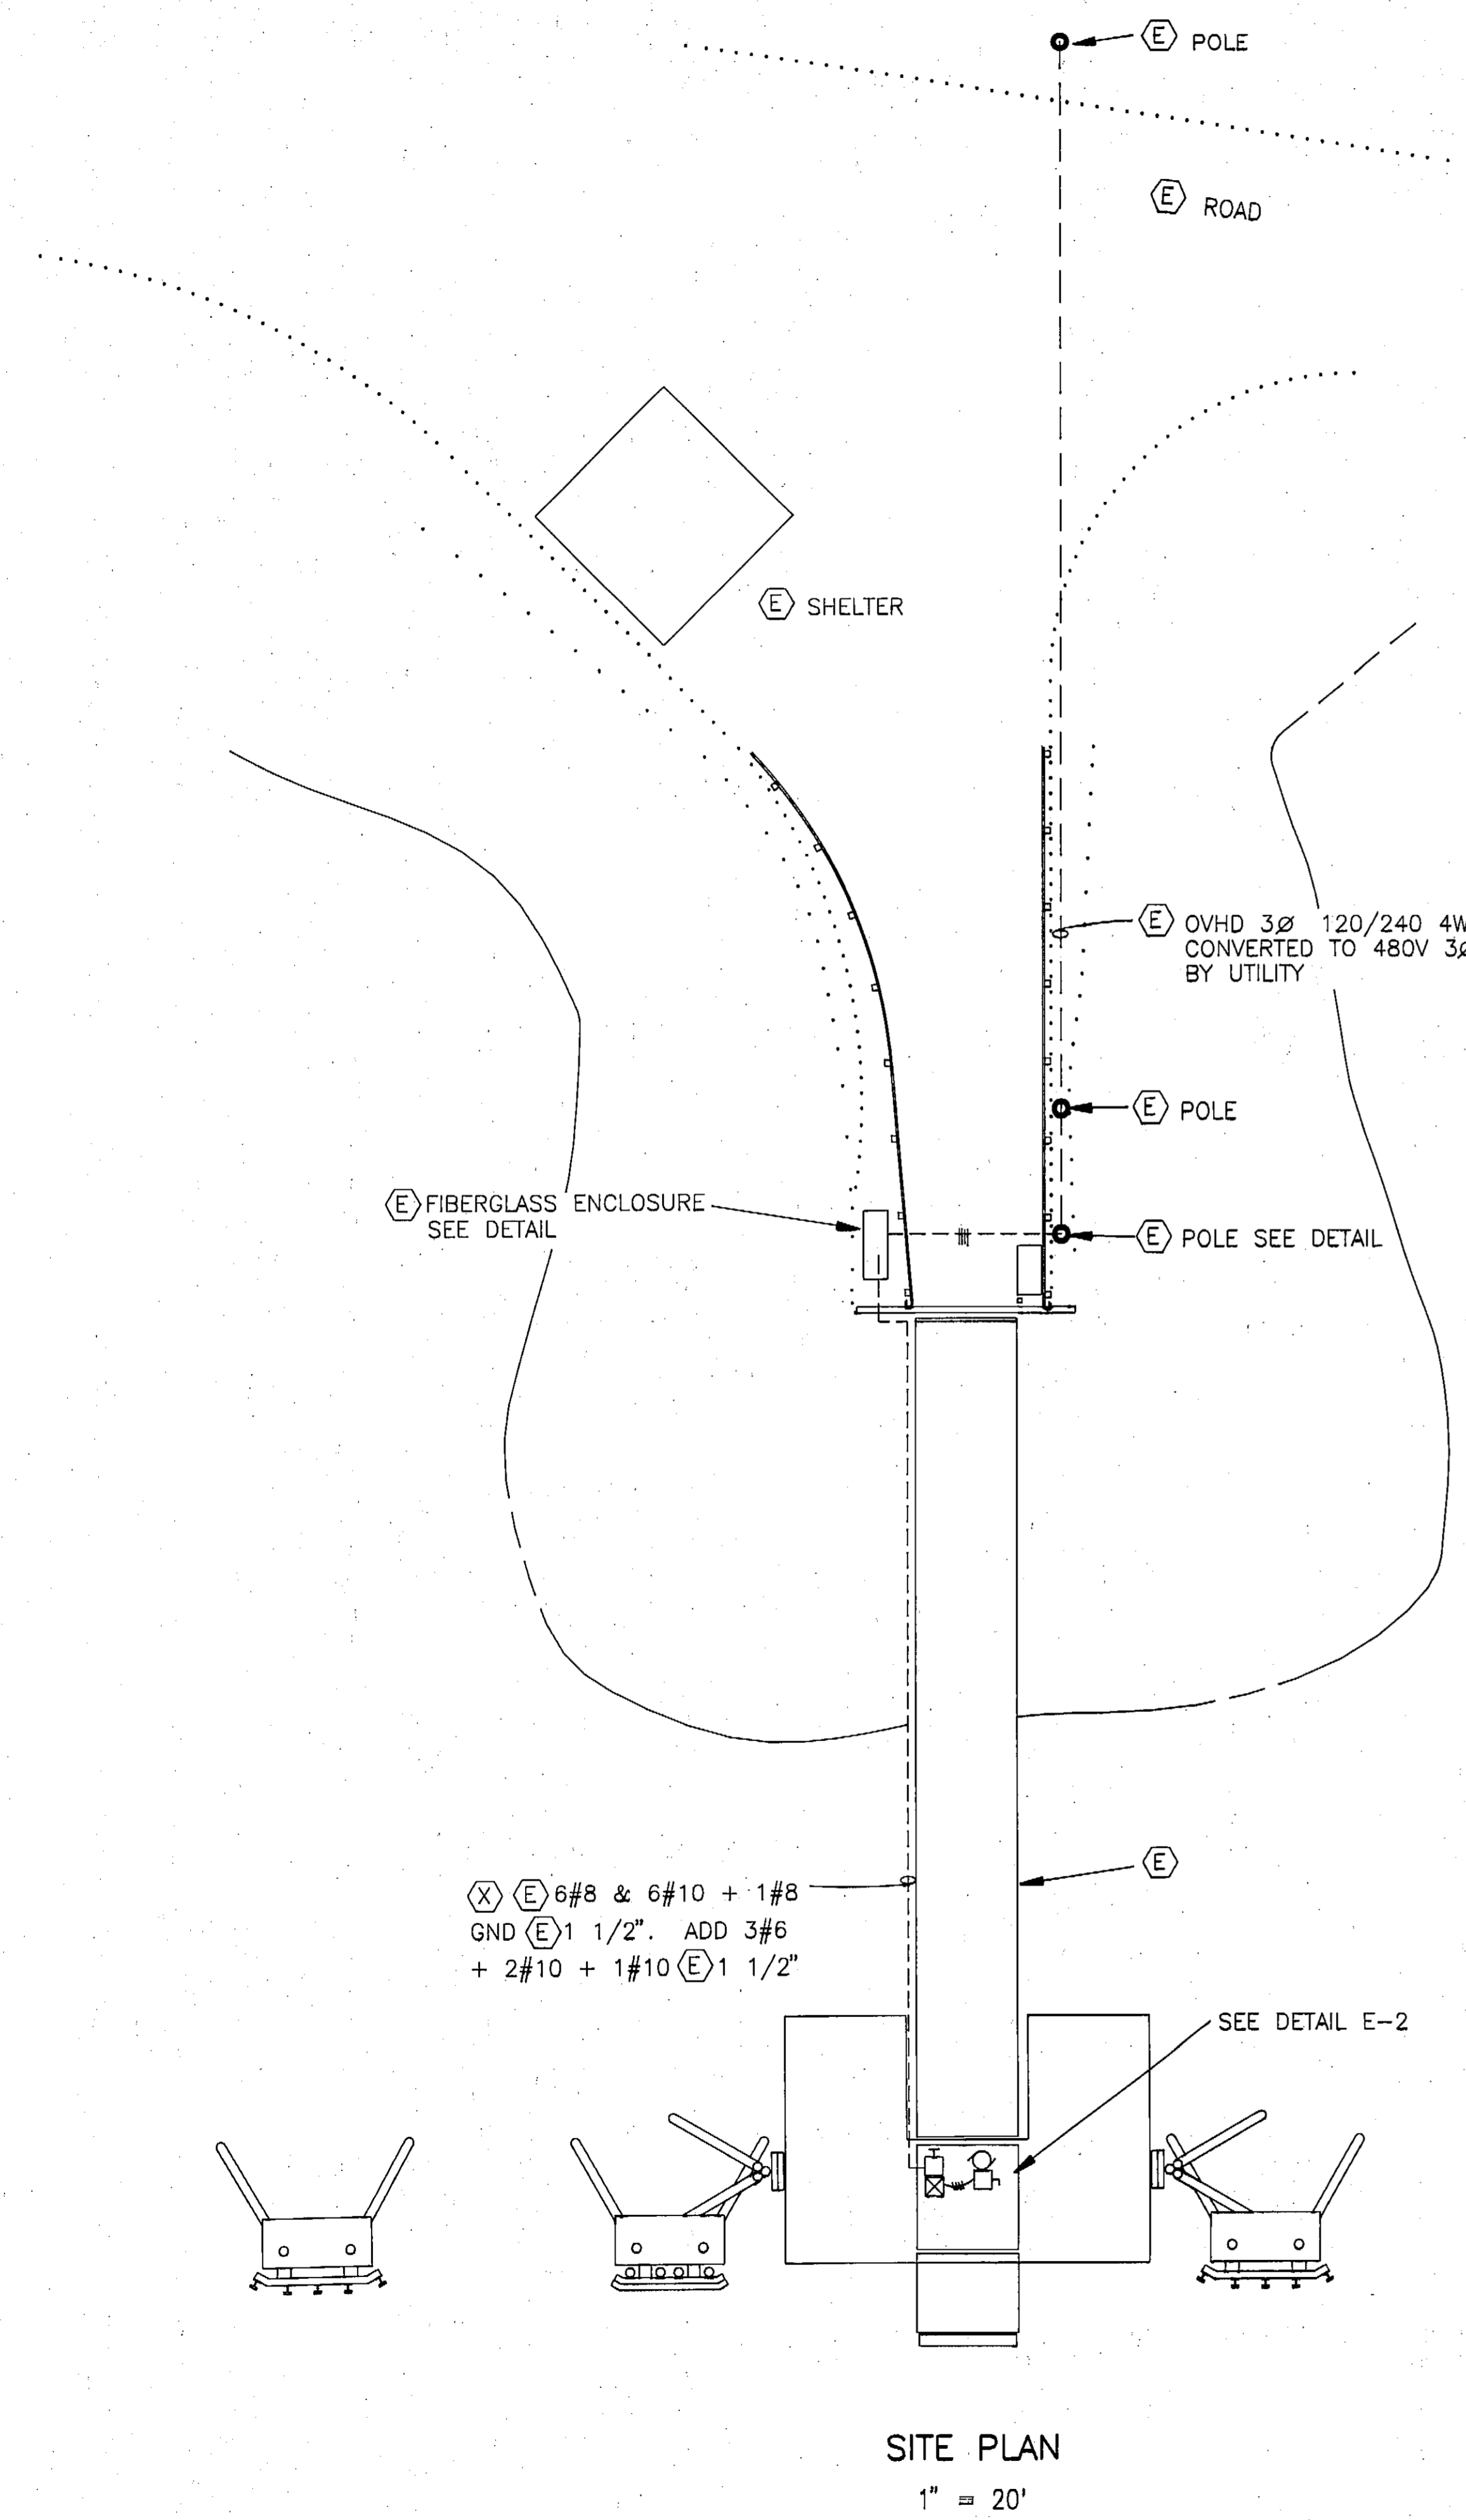 E POLE
E ROAD
E SHELTER
E OVHD 3Ø 120/240 4W
CONVERTED TO 480V 3Ø
BY UTILITY
E POLE
E FIBERGLASS ENCLOSURE
SEE DETAIL
E POLE SEE DETAIL
E
X E 6#8 & 6#10 + 1#8
GND E 1 1/2". ADD 3#6
+ 2#10 + 1#10 E 1 1/2"
SEE DETAIL E-2
SITE PLAN
1" = 20'